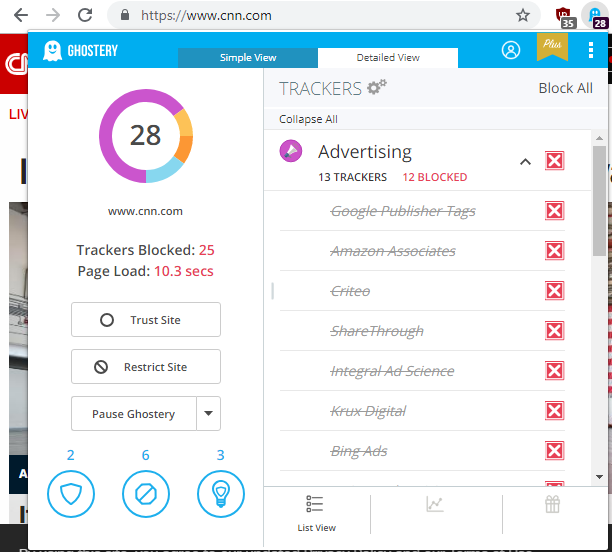 https://www.cnn.com
35
28
GHOSTERY
Simple View
Detailed View
Plus
LIV
28
www.cnn.com
Trackers Blocked: 25
Page Load: 10.3 secs
Trust Site
Restrict Site
Pause Ghostery
2
6
3
TRACKERS
Block All
Collapse All
Advertising
13 TRACKERS
12 BLOCKED
Google Publisher Tags
Amazon Associates
Criteo
ShareThrough
Integral Ad Science
Krux Digital
Bing Ads
List View